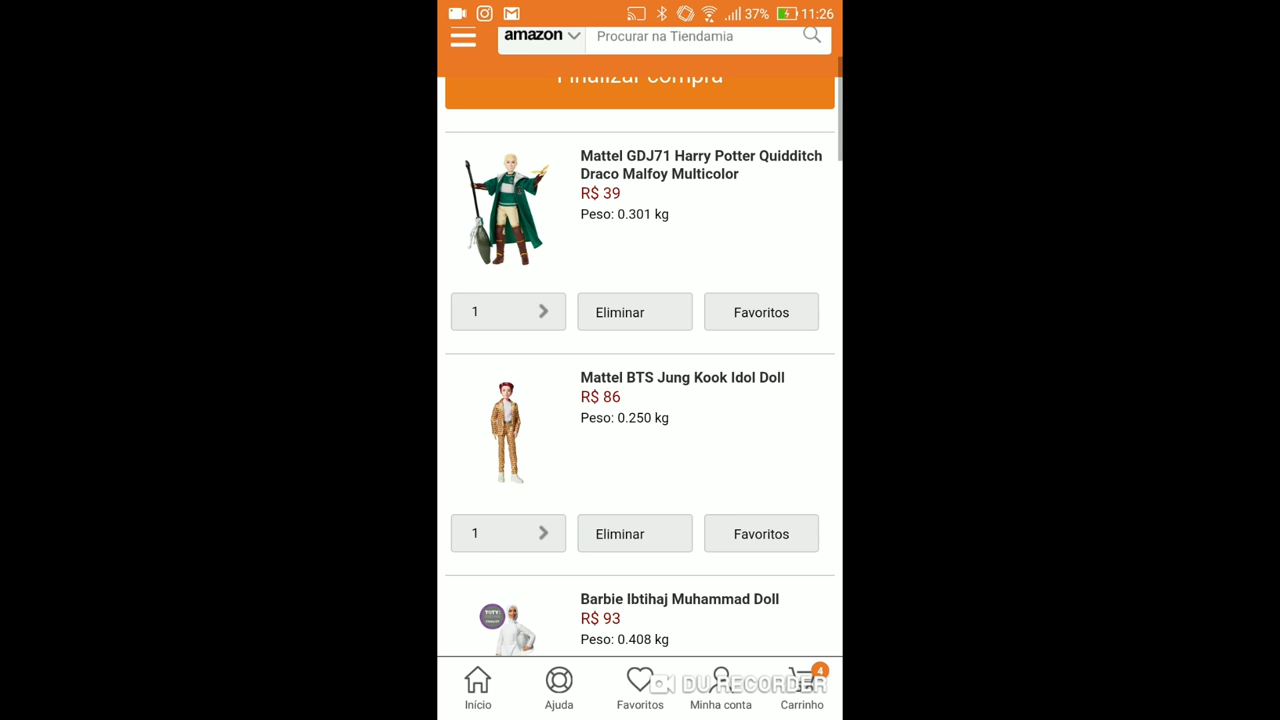 37% 11:26
amazon Procurar na Tiendamia
Finalizar compra
Mattel GDJ71 Harry Potter Quidditch
Draco Malfoy Multicolor
R$ 39
Peso: 0.301 kg
1 Eliminar Favoritos
Mattel BTS Jung Kook Idol Doll
R$ 86
Peso: 0.250 kg
1 Eliminar Favoritos
Barbie Ibtihaj Muhammad Doll
R$ 93
Peso: 0.408 kg
4
DU RECORDER
Início Ajuda Favoritos Minha conta Carrinho